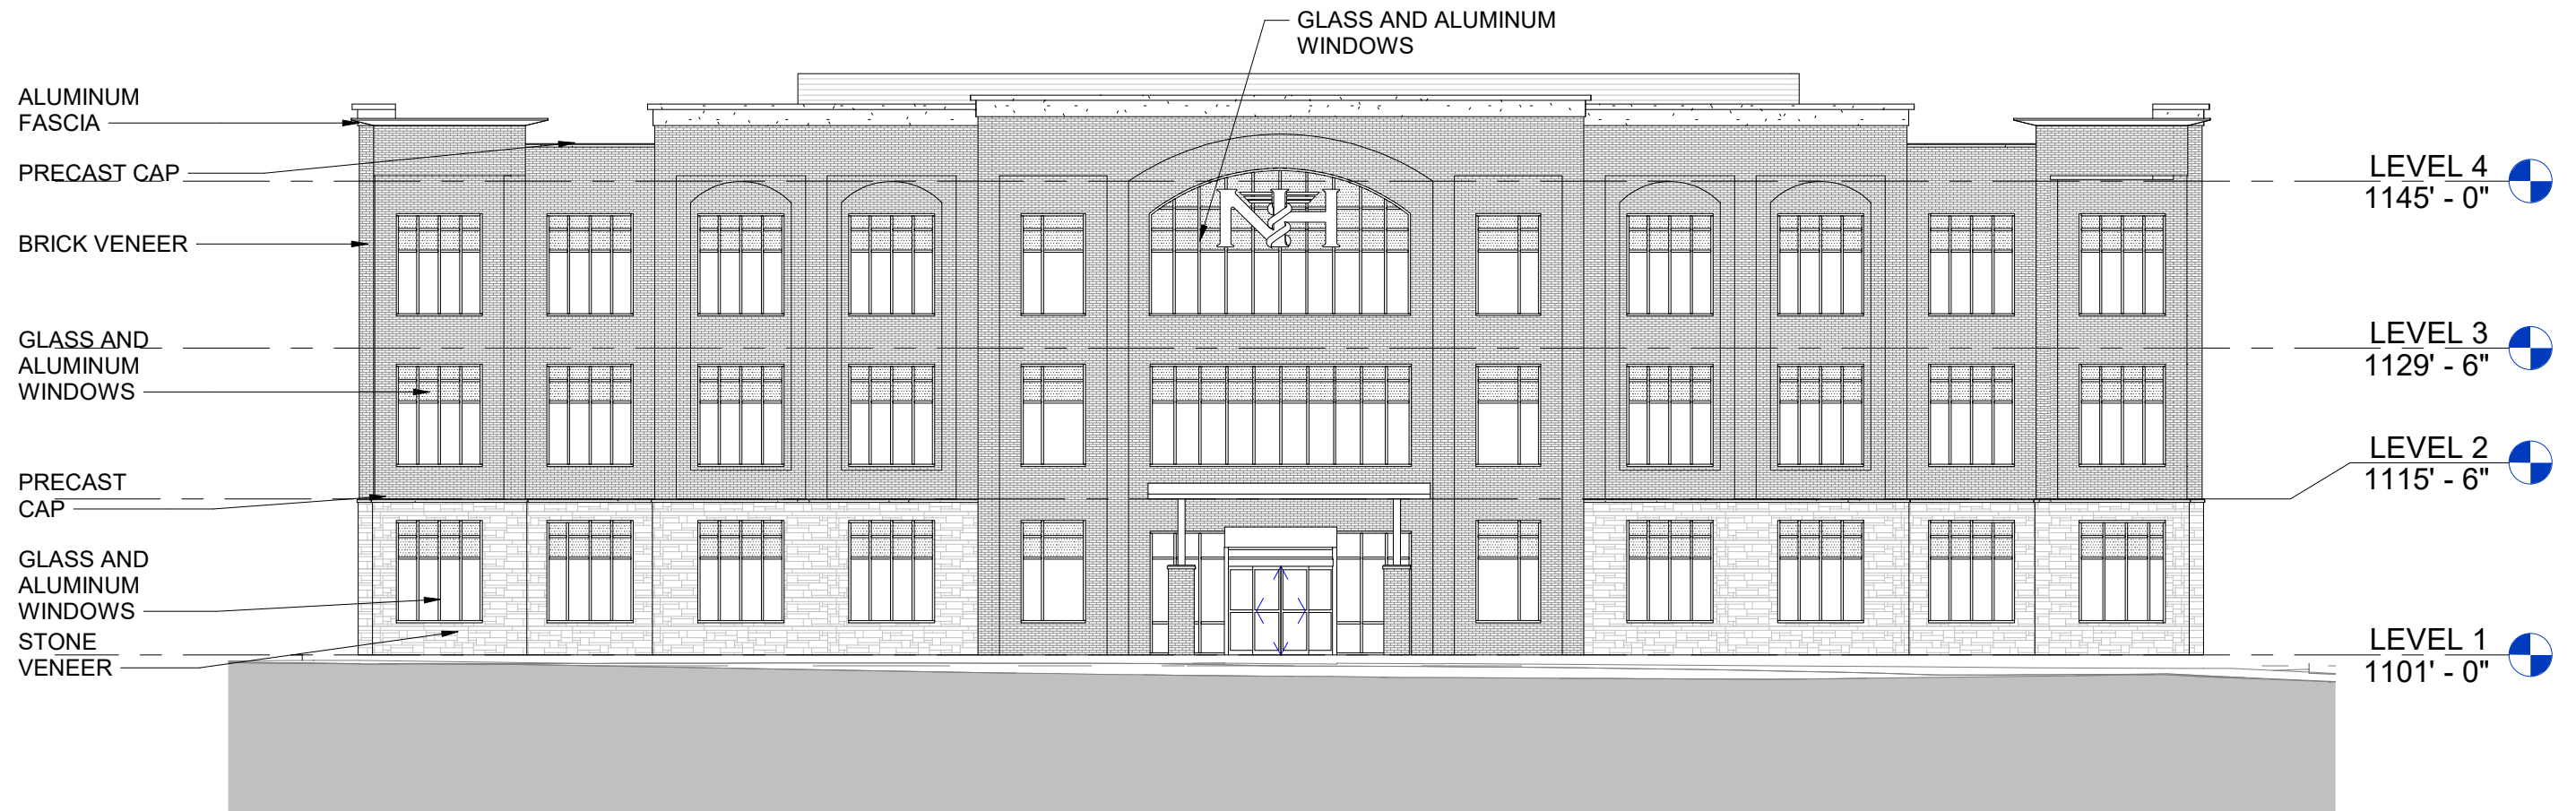 GLASS AND ALUMINUM
WINDOWS
ALUMINUM
FASCIA
PRECAST CAP
BRICK VENEER
GLASS AND
ALUMINUM
WINDOWS
PRECAST
CAP
GLASS AND
ALUMINUM
WINDOWS
STONE
VENEER
NH
LEVEL 4
1145' - 0"
LEVEL 3
1129' - 6"
LEVEL 2
1115' - 6"
LEVEL 1
1101' - 0"